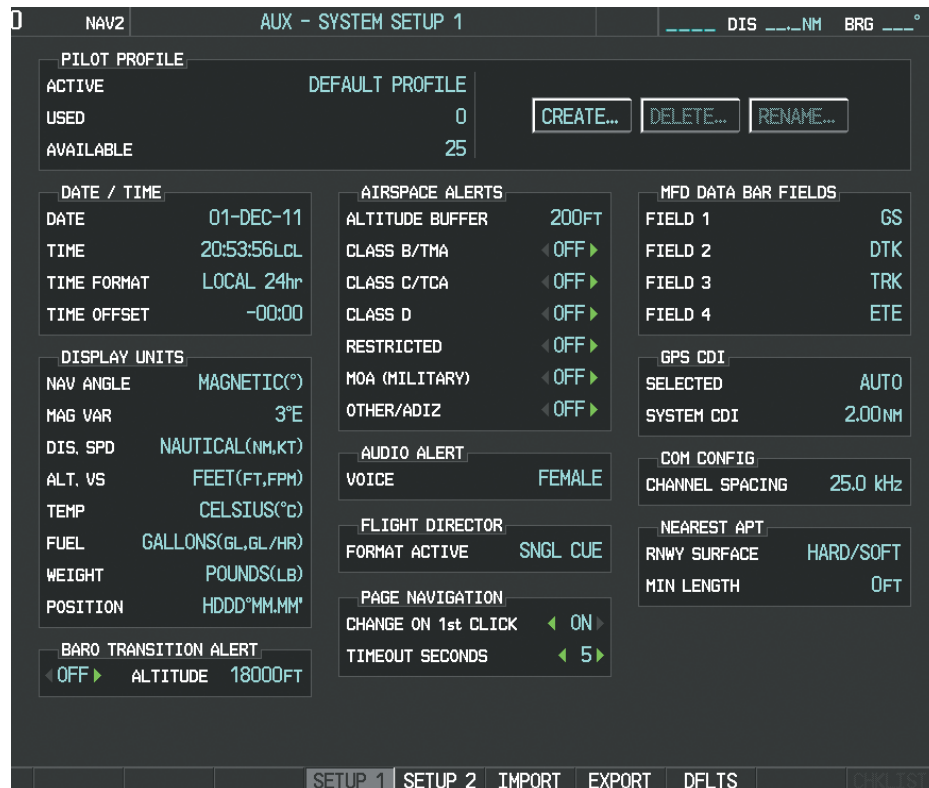 NAV2 AUX - SYSTEM SETUP 1 ____ DIS __._NM BRG ___°
PILOT PROFILE
ACTIVE DEFAULT PROFILE
USED 0
AVAILABLE 25
CREATE... DELETE... RENAME...
DATE / TIME
DATE 01-DEC-11
TIME 20:53:56LCL
TIME FORMAT LOCAL 24hr
TIME OFFSET -00:00
DISPLAY UNITS
NAV ANGLE MAGNETIC(°)
MAG VAR 3°E
DIS, SPD NAUTICAL(NM,KT)
ALT, VS FEET(FT,FPM)
TEMP CELSIUS(°C)
FUEL GALLONS(GL,GL/HR)
WEIGHT POUNDS(LB)
POSITION HDDD°MM.MM'
BARO TRANSITION ALERT
OFF ALTITUDE 18000FT
AIRSPACE ALERTS
ALTITUDE BUFFER 200FT
CLASS B/TMA OFF
CLASS C/TCA OFF
CLASS D OFF
RESTRICTED OFF
MOA (MILITARY) OFF
OTHER/ADIZ OFF
AUDIO ALERT
VOICE FEMALE
FLIGHT DIRECTOR
FORMAT ACTIVE SNGL CUE
PAGE NAVIGATION
CHANGE ON 1st CLICK ON
TIMEOUT SECONDS 5
MFD DATA BAR FIELDS
FIELD 1 GS
FIELD 2 DTK
FIELD 3 TRK
FIELD 4 ETE
GPS CDI
SELECTED AUTO
SYSTEM CDI 2.00NM
COM CONFIG
CHANNEL SPACING 25.0 kHz
NEAREST APT
RNWY SURFACE HARD/SOFT
MIN LENGTH 0FT
SETUP 1 SETUP 2 IMPORT EXPORT DFLTS CHKLIST